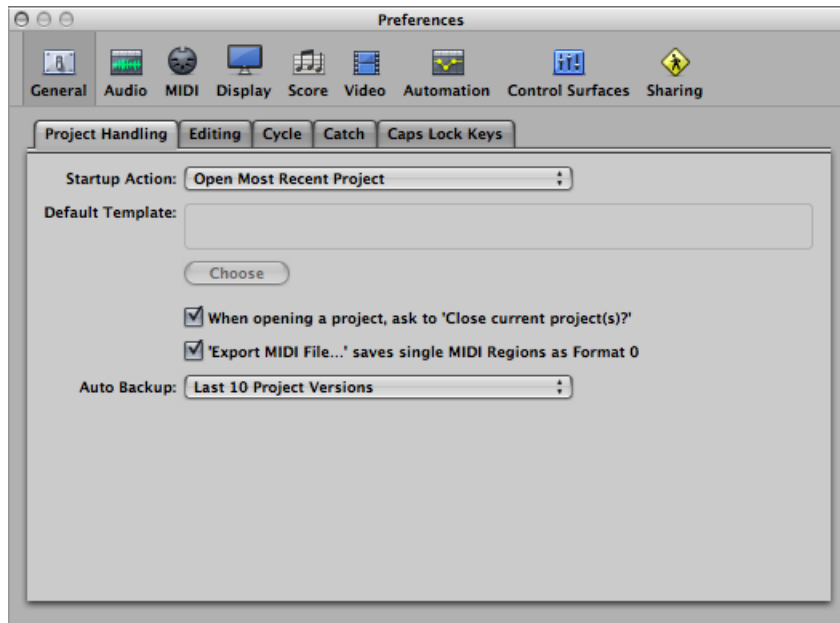 Preferences
General Audio MIDI Display Score Video Automation Control Surfaces Sharing
Project Handling Editing Cycle Catch Caps Lock Keys
Startup Action: Open Most Recent Project
Default Template:
Choose
When opening a project, ask to 'Close current project(s)?'
'Export MIDI File...' saves single MIDI Regions as Format 0
Auto Backup: Last 10 Project Versions